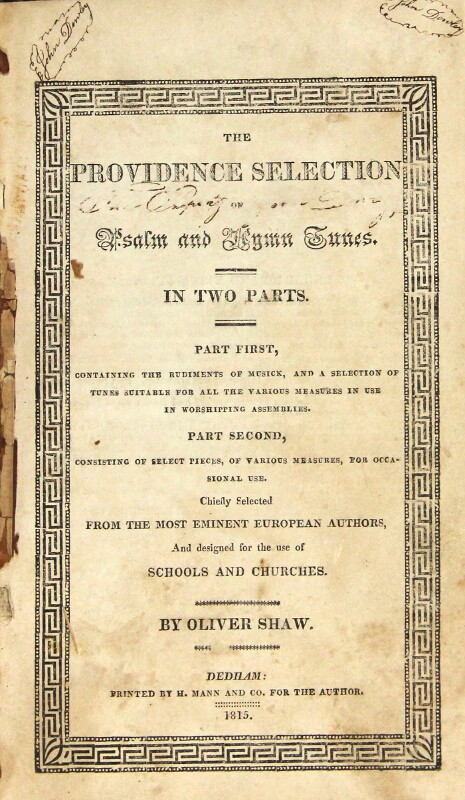 John Dewley
John Dewley
THE
PROVIDENCE SELECTION
OF
Psalm and Hymn Tunes.
IN TWO PARTS.
PART FIRST,
CONTAINING THE RUDIMENTS OF MUSICK, AND A SELECTION OF
TUNES SUITABLE FOR ALL THE VARIOUS MEASURES IN USE
IN WORSHIPPING ASSEMBLIES.
PART SECOND,
CONSISTING OF SELECT PIECES, OF VARIOUS MEASURES, FOR OCCA-
SIONAL USE.
Chiefly Selected
FROM THE MOST EMINENT EUROPEAN AUTHORS,
And designed for the use of
SCHOOLS AND CHURCHES.
BY OLIVER SHAW.
DEDHAM:
PRINTED BY H. MANN AND CO. FOR THE AUTHOR.
1815.